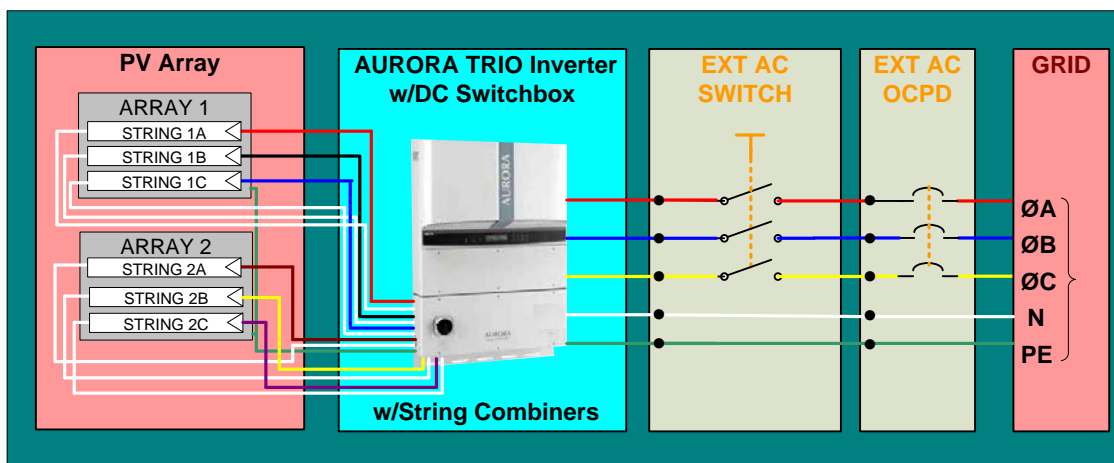 PV Array
ARRAY 1
STRING 1A
STRING 1B
STRING 1C
ARRAY 2
STRING 2A
STRING 2B
STRING 2C
AURORA TRIO Inverter
w/DC Switchbox
AURORA
AURORA
w/String Combiners
EXT AC
SWITCH
EXT AC
OCPD
GRID
ØA
ØB
ØC
N
PE